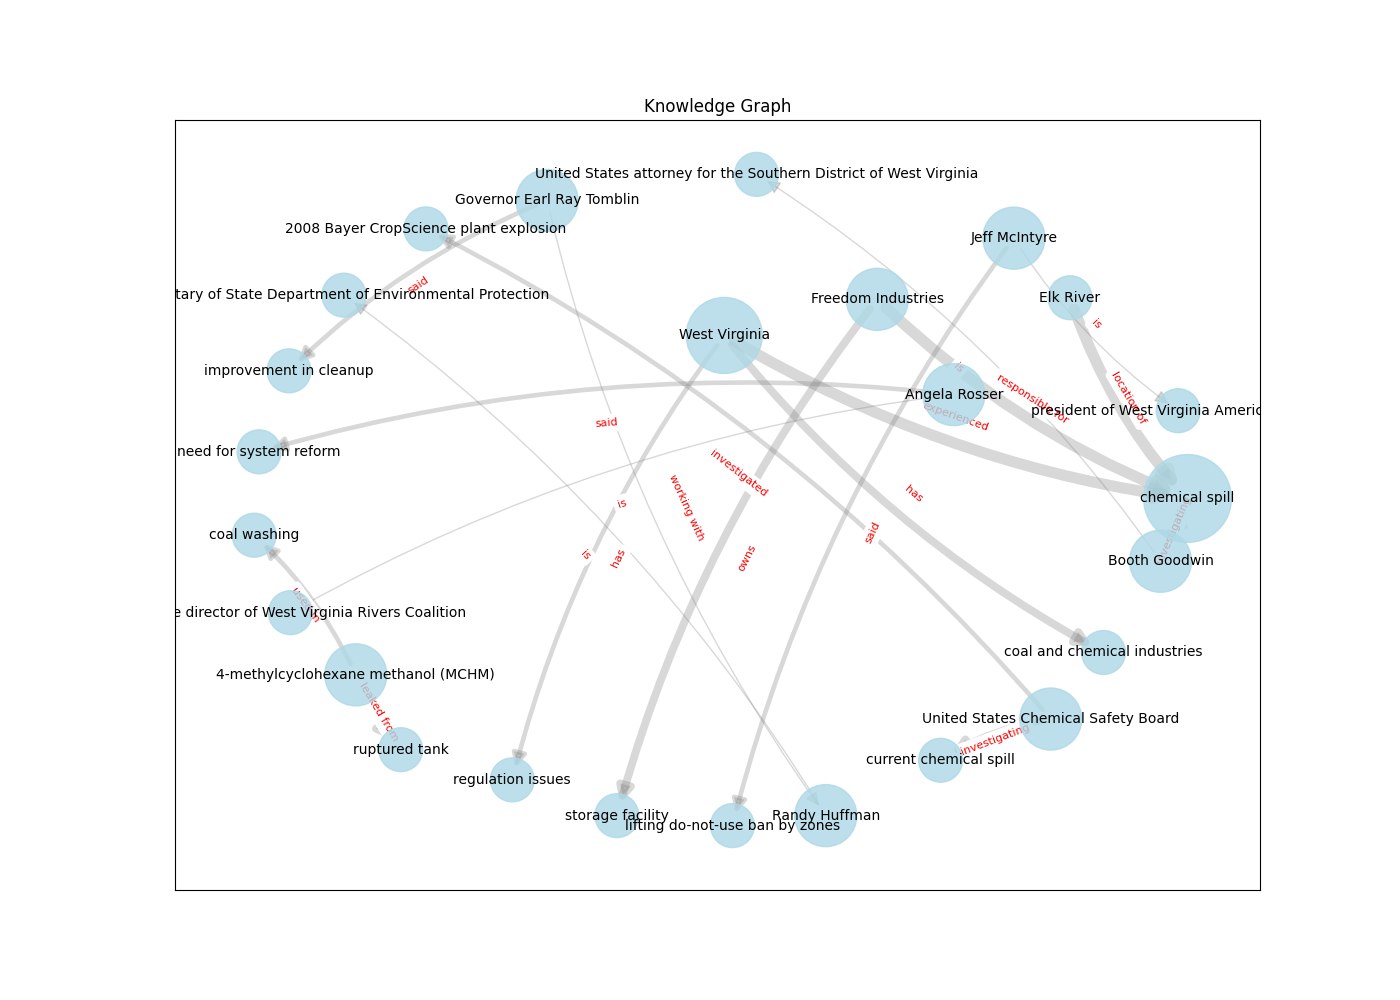 Knowledge Graph
United States attorney for the Southern District of West Virginia
Governor Earl Ray Tomblin
2008 Bayer CropScience plant explosion
Jeff McIntyre
said
tary of State Department of Environmental Protection
Freedom Industries
Elk River
is
West Virginia
improvement in cleanup
is
responsible for
location of
Angela Rosser
president of West Virginia Americ
experienced
said
need for system reform
investigated
has
chemical spill
working with
is
said
coal washing
is
has
owns
Booth Goodwin
e director of West Virginia Rivers Coalition
coal and chemical industries
4-methylcyclohexane methanol (MCHM)
leaked from
United States Chemical Safety Board
investigating
ruptured tank
current chemical spill
regulation issues
storage facility
lifting do-not-use ban by zones
Randy Huffman